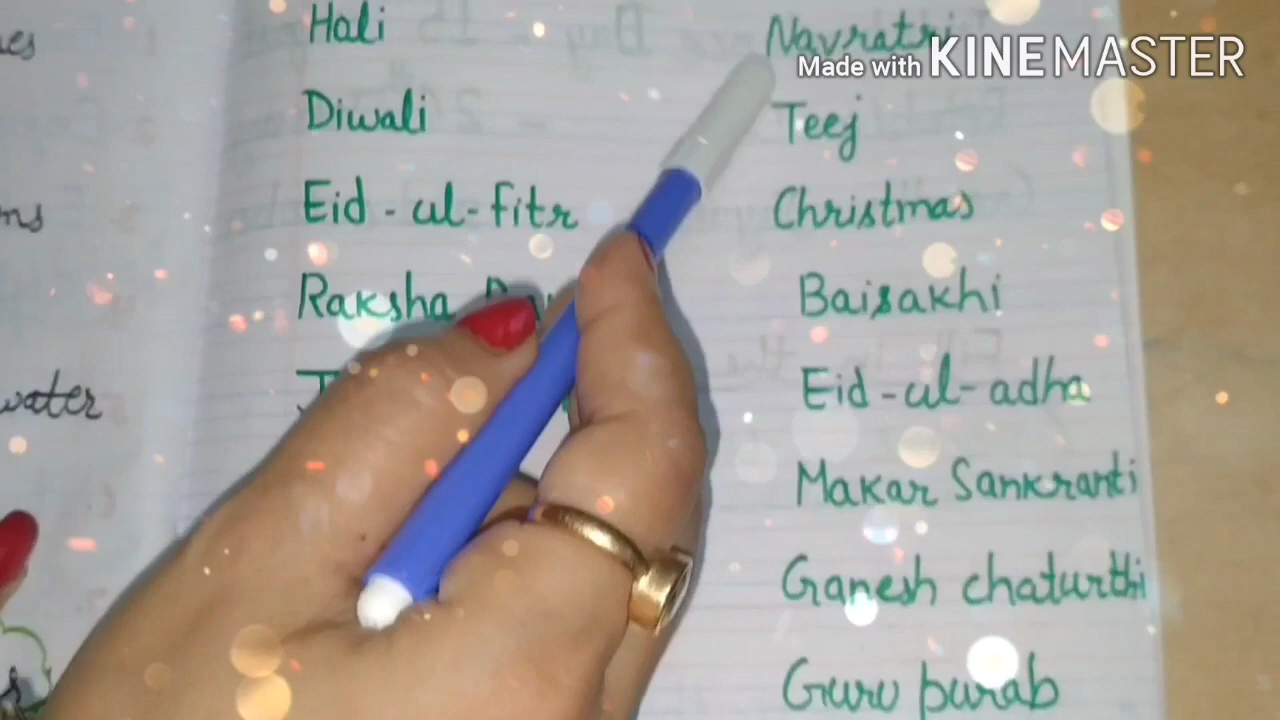 Holi
Diwali
Eid-ul-fitr
Raksha
water
Navratri
Teej
Christmas
Baisakhi
Eid-ul-adha
Makar Sankranti
Ganesh chaturthi
Guru purab
Made with KINEMASTER